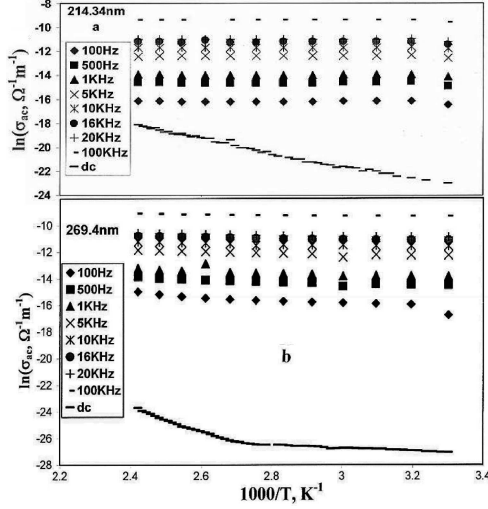 214.34nm
a
-8
-10
-12
-14
-16
-18
-20
-22
-24
ln(σac, Ω-1m-1)
100Hz
500Hz
1KHz
5KHz
10KHz
16KHz
20KHz
100KHz
dc
269.4nm
b
-8
-10
-12
-14
-16
-18
-20
-22
-24
-26
-28
ln(σac, Ω-1m-1)
100Hz
500Hz
1KHz
5KHz
10KHz
16KHz
20KHz
100KHz
dc
2.2 2.4 2.6 2.8 3 3.2 3.4
1000/T, K-1